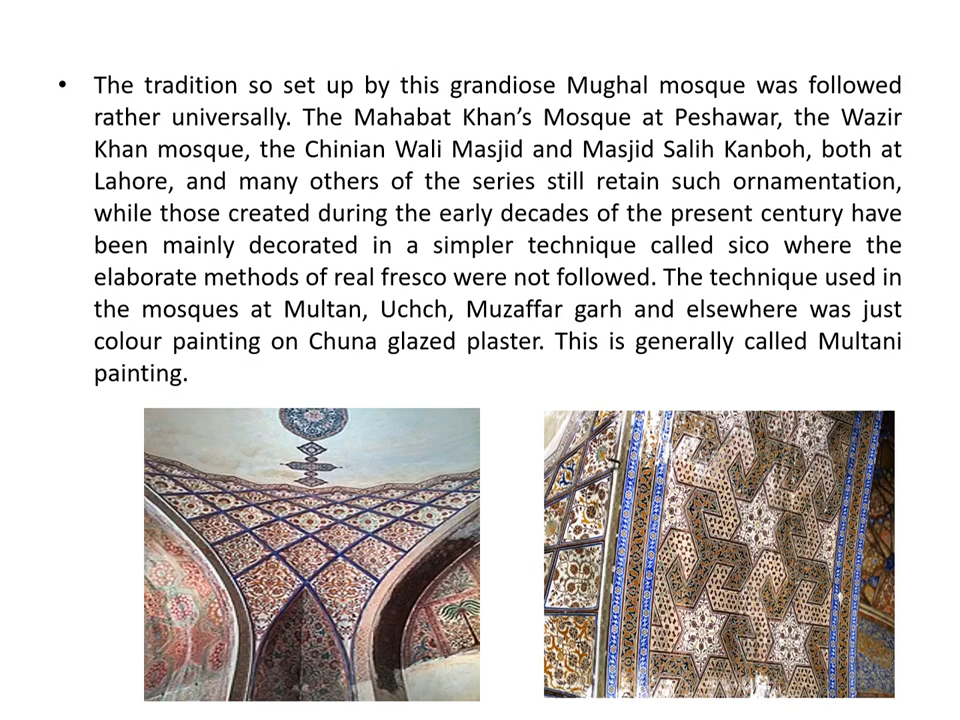 • The tradition so set up by this grandiose Mughal mosque was followed
rather universally. The Mahabat Khan’s Mosque at Peshawar, the Wazir
Khan mosque, the Chinian Wali Masjid and Masjid Salih Kanboh, both at
Lahore, and many others of the series still retain such ornamentation,
while those created during the early decades of the present century have
been mainly decorated in a simpler technique called sico where the
elaborate methods of real fresco were not followed. The technique used in
the mosques at Multan, Uchch, Muzaffar garh and elsewhere was just
colour painting on Chuna glazed plaster. This is generally called Multani
painting.